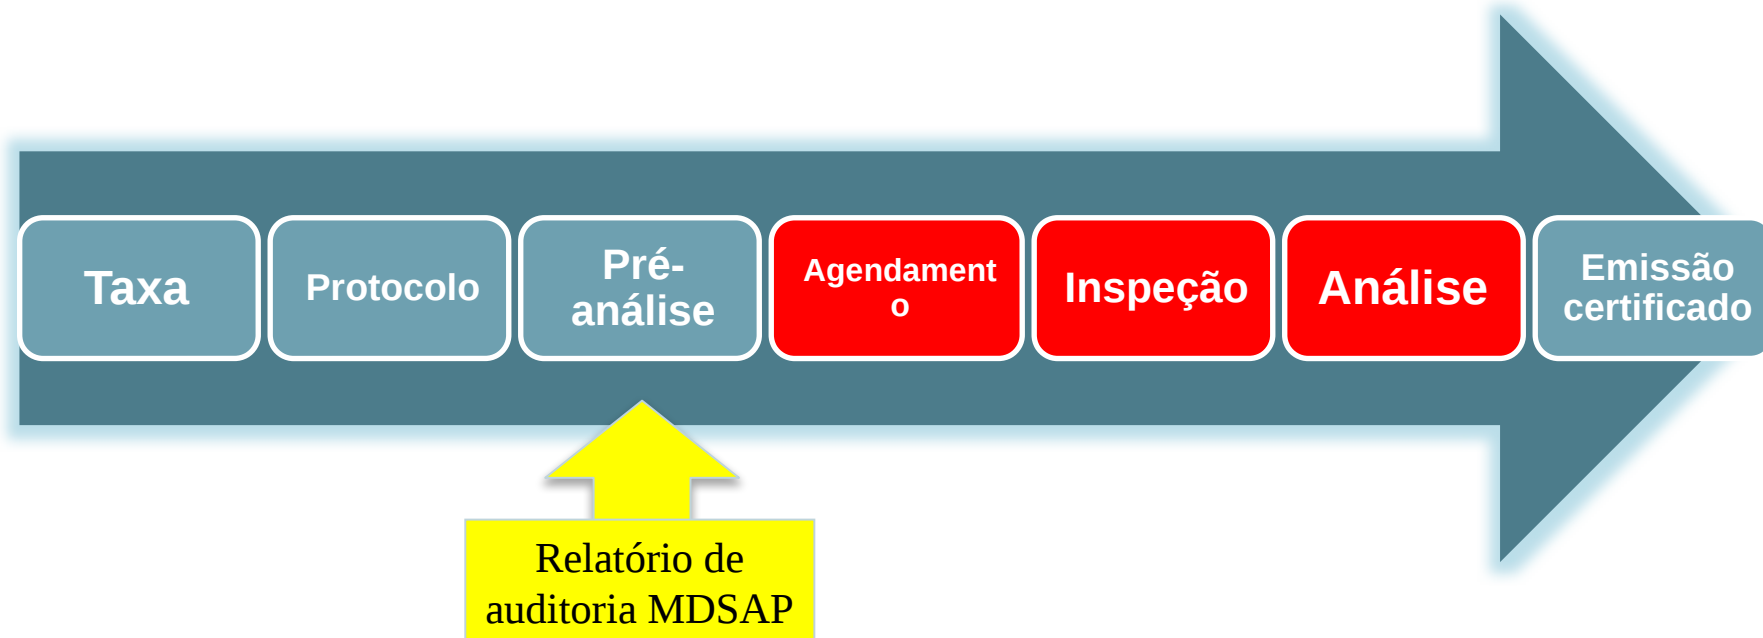 Taxa
Protocolo
Pré-
análise
Agendament
o
Inspeção
Análise
Emissão
certificado
Relatório de
auditoria MDSAP